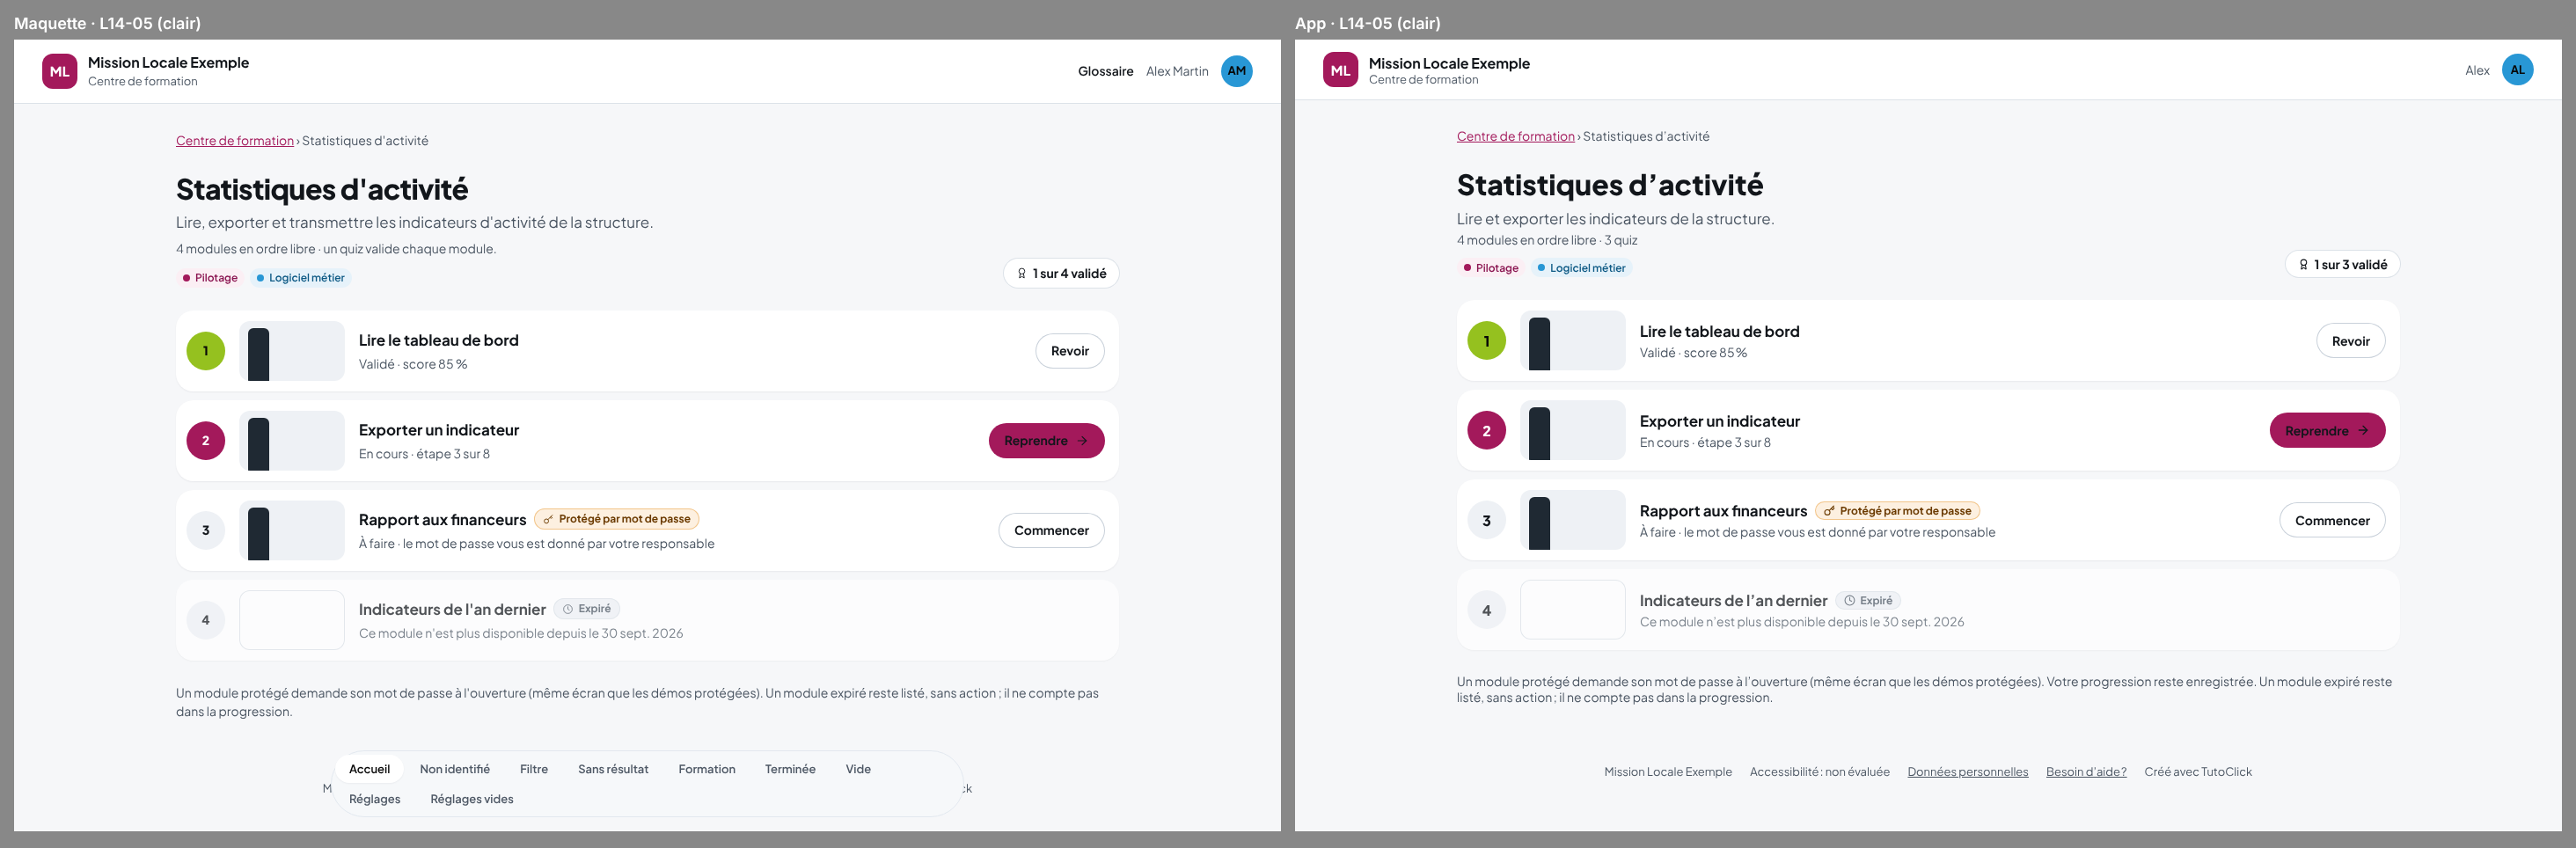 Maquette · L14-05 (clair)
ML
Mission Locale Exemple
Centre de formation
Glossaire
Alex Martin
AM
Centre de formation › Statistiques d'activité
Statistiques d'activité
Lire, exporter et transmettre les indicateurs d'activité de la structure.
4 modules en ordre libre · un quiz valide chaque module.
Pilotage
Logiciel métier
1 sur 4 validé
1
Lire le tableau de bord
Validé · score 85 %
Revoir
2
Exporter un indicateur
En cours · étape 3 sur 8
Reprendre →
3
Rapport aux financeurs
Protégé par mot de passe
À faire · le mot de passe vous est donné par votre responsable
Commencer
4
Indicateurs de l'an dernier
Expiré
Ce module n'est plus disponible depuis le 30 sept. 2026
Un module protégé demande son mot de passe à l'ouverture (même écran que les démos protégées). Un module expiré reste listé, sans action ; il ne compte pas
dans la progression.
Accueil
Non identifié
Filtre
Sans résultat
Formation
Terminée
Vide
M
ck
Réglages
Réglages vides
App · L14-05 (clair)
ML
Mission Locale Exemple
Centre de formation
Alex
AL
Centre de formation › Statistiques d’activité
Statistiques d’activité
Lire et exporter les indicateurs de la structure.
4 modules en ordre libre · 3 quiz
Pilotage
Logiciel métier
1 sur 3 validé
1
Lire le tableau de bord
Validé · score 85 %
Revoir
2
Exporter un indicateur
En cours · étape 3 sur 8
Reprendre →
3
Rapport aux financeurs
Protégé par mot de passe
À faire · le mot de passe vous est donné par votre responsable
Commencer
4
Indicateurs de l’an dernier
Expiré
Ce module n’est plus disponible depuis le 30 sept. 2026
Un module protégé demande son mot de passe à l’ouverture (même écran que les démos protégées). Votre progression reste enregistrée. Un module expiré reste
listé, sans action ; il ne compte pas dans la progression.
Mission Locale Exemple
Accessibilité : non évaluée
Données personnelles
Besoin d’aide ?
Créé avec TutoClick